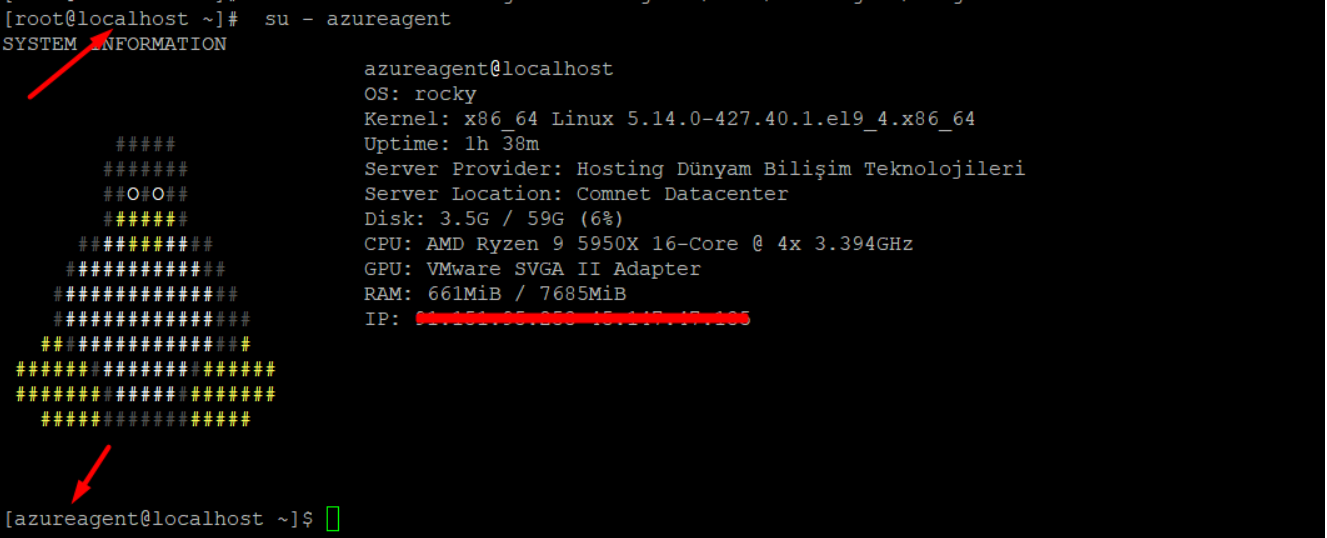 [root@localhost ~]#  su - azureagent
SYSTEM INFORMATION
azureagent@localhost
OS: rocky
Kernel: x86_64 Linux 5.14.0-427.40.1.el9_4.x86_64
Uptime: 1h 38m
Server Provider: Hosting Dünyam Bilişim Teknolojileri
Server Location: Comnet Datacenter
Disk: 3.5G / 59G (6%)
CPU: AMD Ryzen 9 5950X 16-Core @ 4x 3.394GHz
GPU: VMware SVGA II Adapter
RAM: 661MiB / 7685MiB
IP:
#####
#######
##O#O##
#######
###########
#############
###############
################
#################
#####################
#####################
#################
[azureagent@localhost ~]$